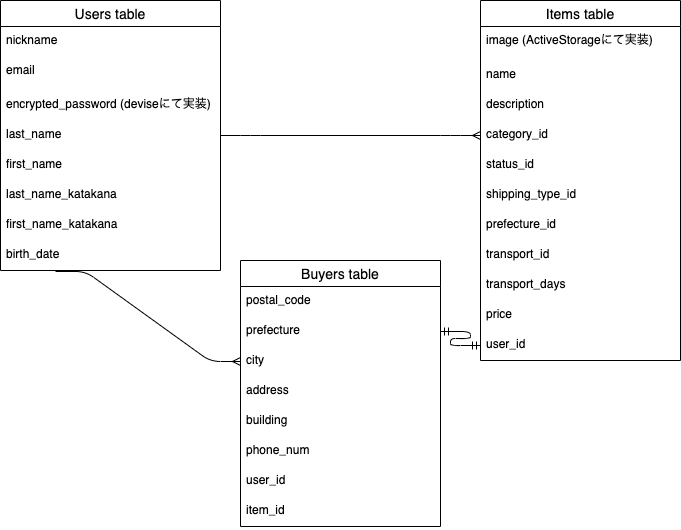 Users table
nickname
email
encrypted_password (deviseにて実装)
last_name
first_name
last_name_katakana
first_name_katakana
birth_date
Items table
image (ActiveStorageにて実装)
name
description
category_id
status_id
shipping_type_id
prefecture_id
transport_id
transport_days
price
user_id
Buyers table
postal_code
prefecture
city
address
building
phone_num
user_id
item_id